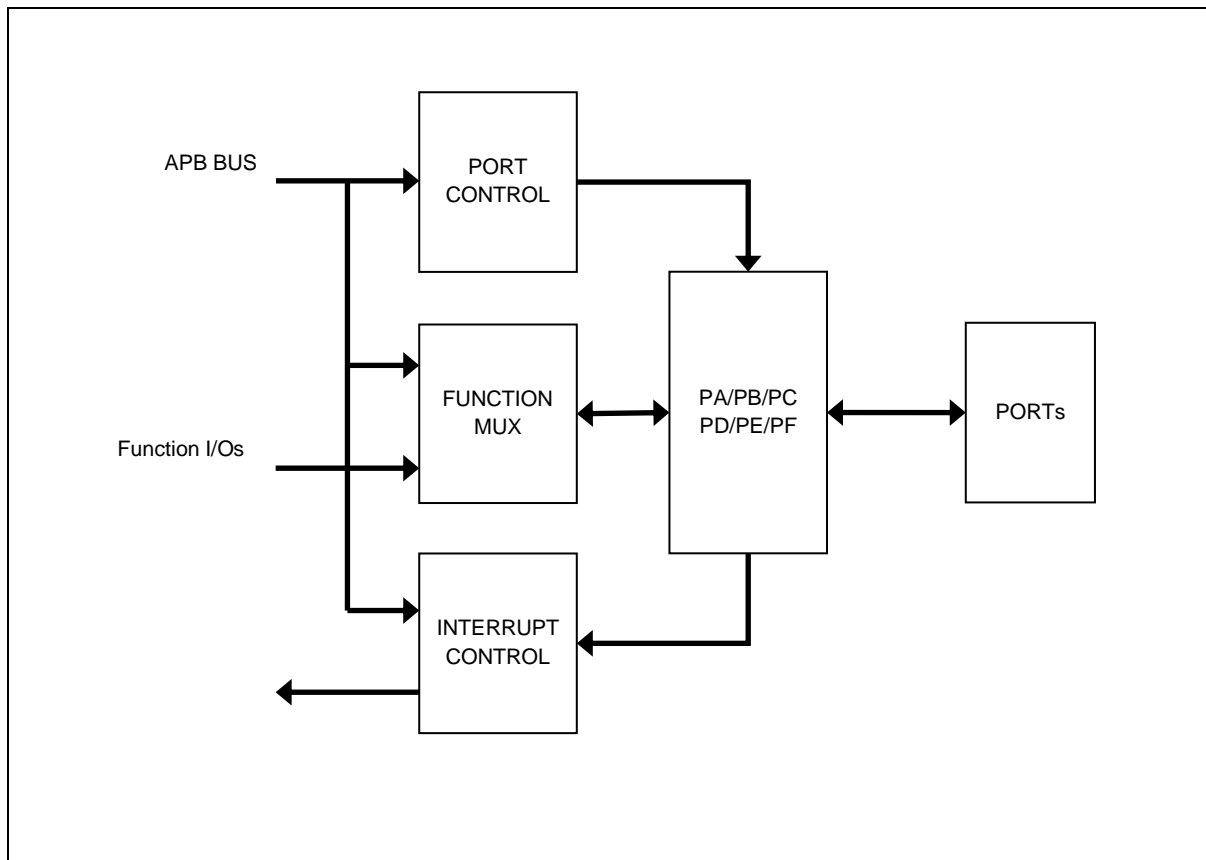 APB BUS
PORT
CONTROL
FUNCTION
MUX
Function I/Os
PA/PB/PC
PD/PE/PF
PORTs
INTERRUPT
CONTROL